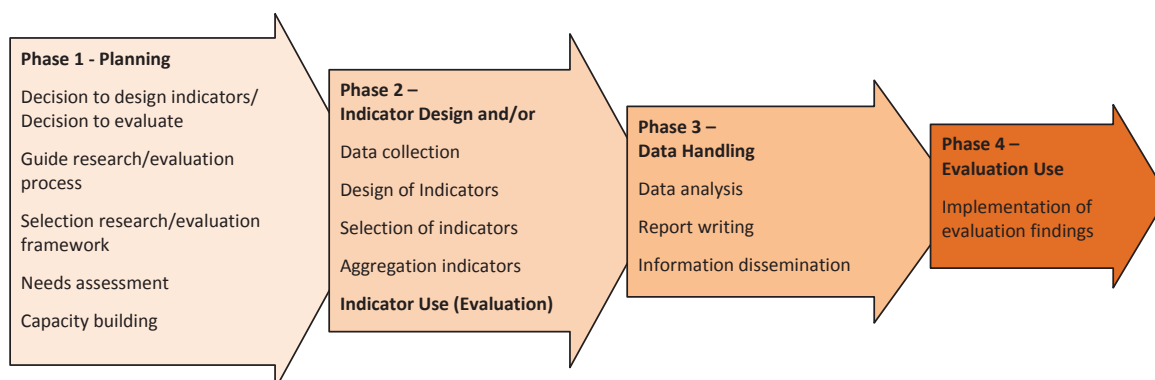 Phase 1 - Planning
Decision to design indicators/
Decision to evaluate
Guide research/evaluation
process
Selection research/evaluation
framework
Needs assessment
Capacity building
Phase 2 –
Indicator Design and/or
Data collection
Design of Indicators
Selection of indicators
Aggregation indicators
Indicator Use (Evaluation)
Phase 3 –
Data Handling
Data analysis
Report writing
Information dissemination
Phase 4 –
Evaluation Use
Implementation of
evaluation findings